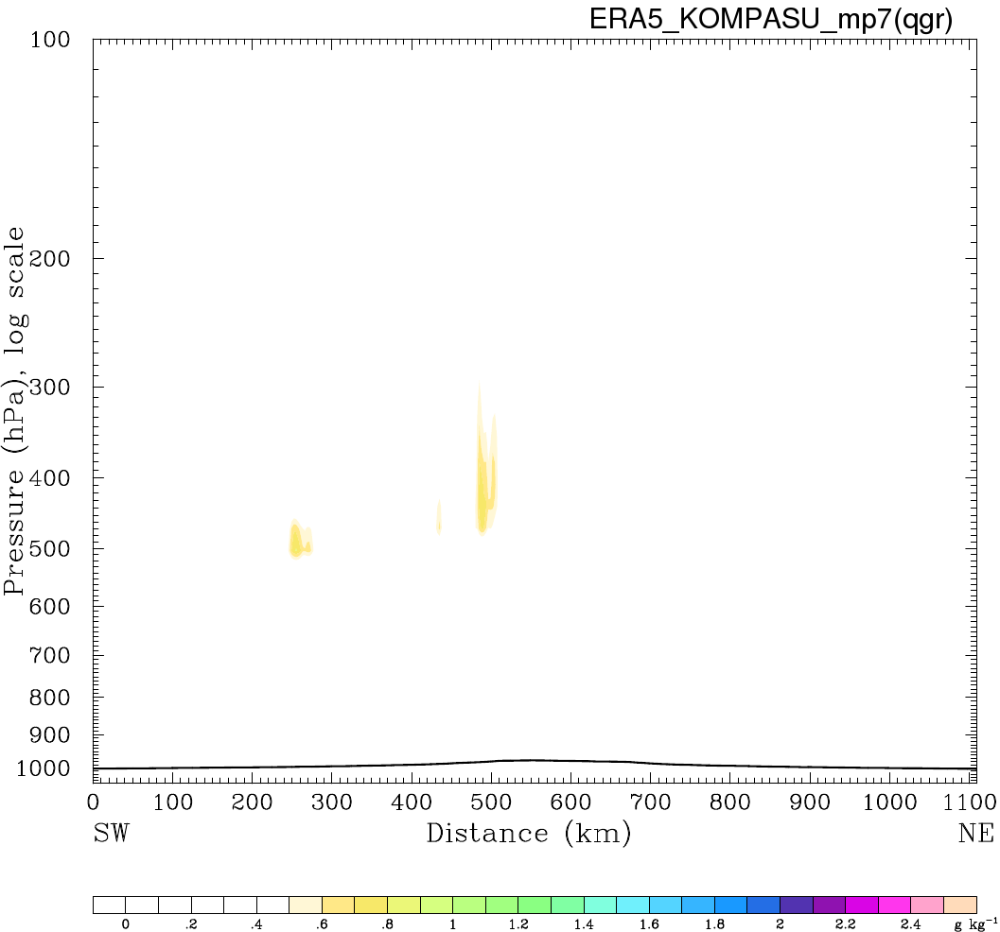 ERA5_KOMPASU_mp7(qgr)
100
200
300
400
500
600
700
800
900
1000
Pressure (hPa), log scale
0 100 200 300 400 500 600 700 800 900 1000 1100
SW Distance (km) NE
0 .2 .4 .6 .8 1 1.2 1.4 1.6 1.8 2 2.2 2.4 g kg⁻¹